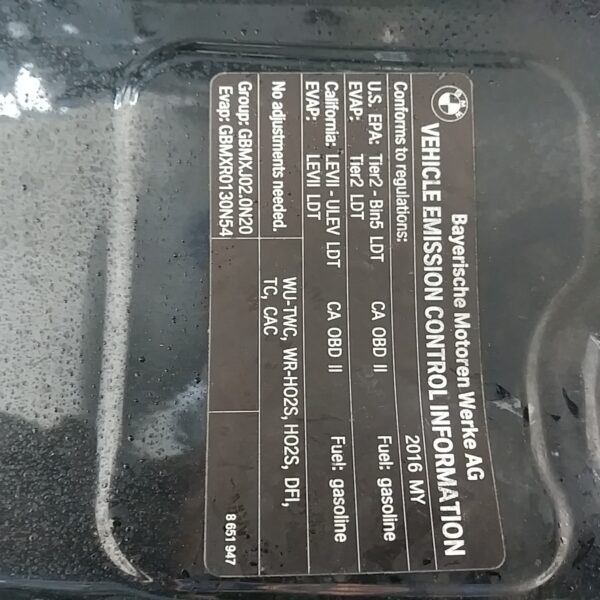 BMW
Bayerische Motoren Werke AG
VEHICLE EMISSION CONTROL INFORMATION
Conforms to regulations: 2016 MY
U.S. EPA: Tier2 - Bin5 LDT CA OBD II Fuel: gasoline
EVAP: Tier2 LDT
California: LEVII - ULEV LDT CA OBD II Fuel: gasoline
EVAP: LEVII LDT
No adjustments needed. WU-TWC, WR-HO2S, HO2S, DFI,
TC, CAC
Group: GBMXJ02.0N20
Evap: GBMXR0130N54 8 651 947